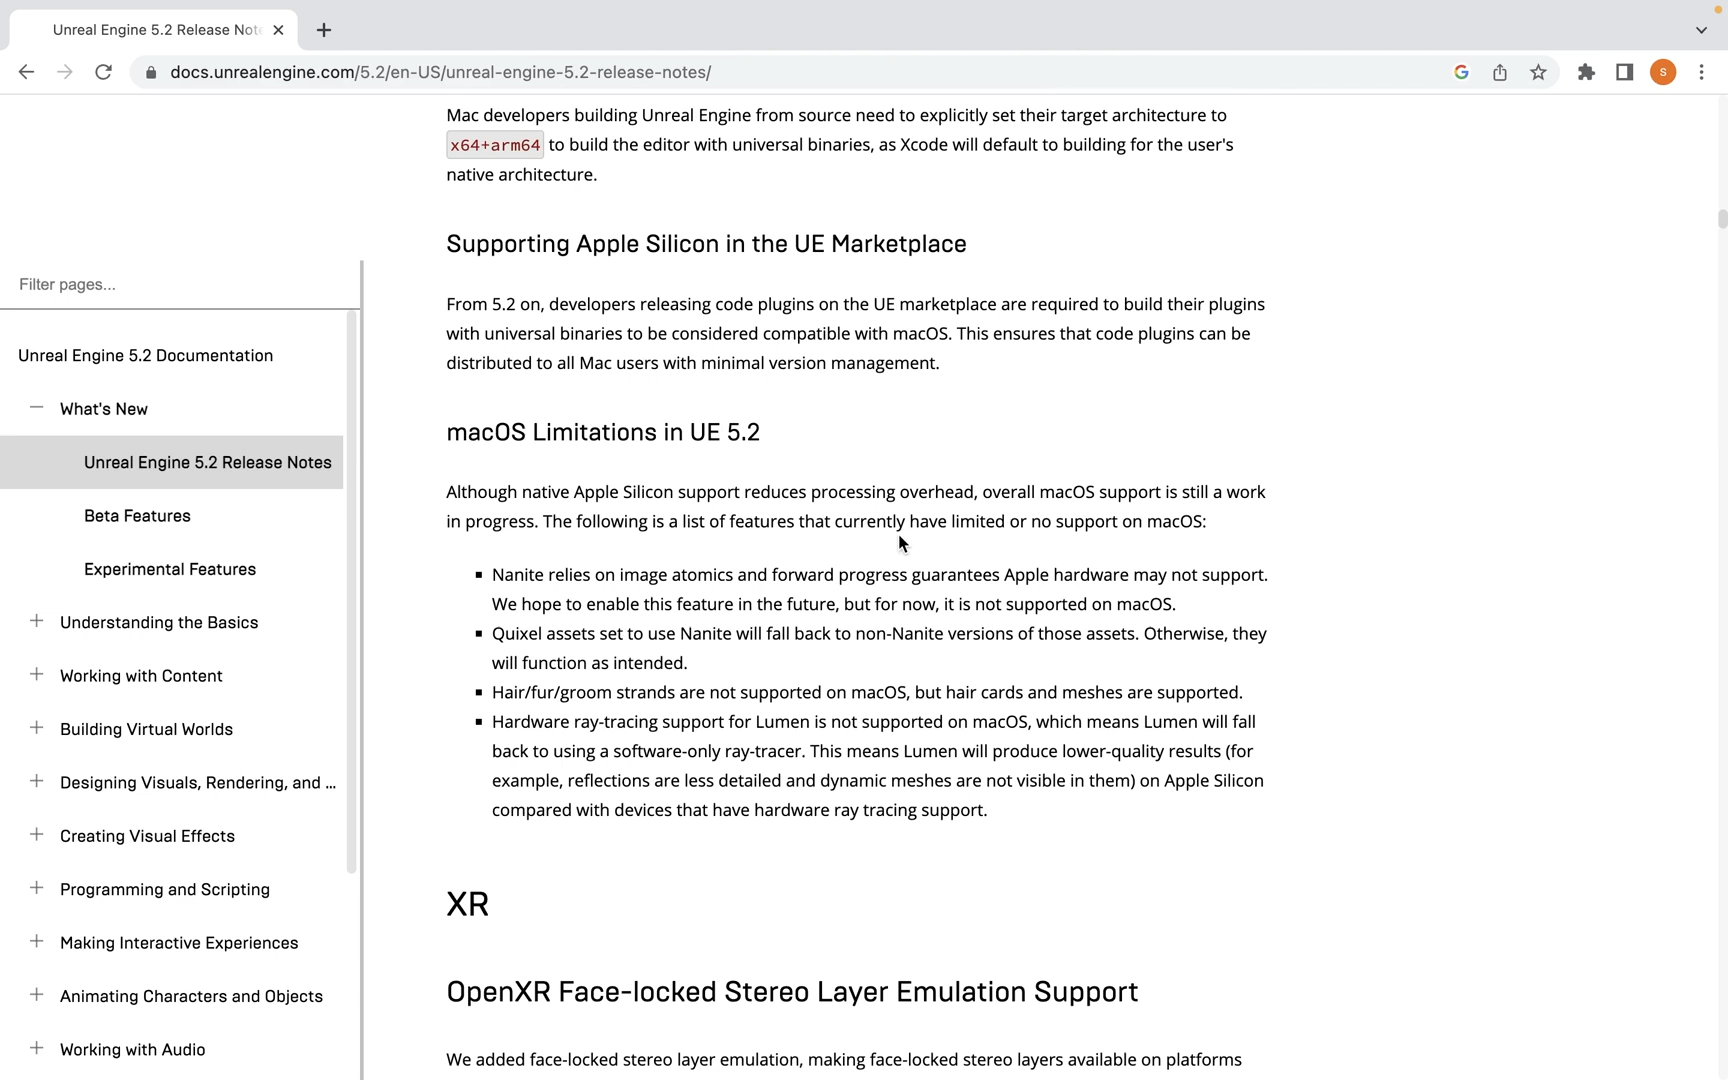 Unreal Engine 5.2 Release Not
docs.unrealengine.com/5.2/en-US/unreal-engine-5.2-release-notes/
G
S
Filter pages...
Unreal Engine 5.2 Documentation
What's New
Unreal Engine 5.2 Release Notes
Beta Features
Experimental Features
Understanding the Basics
Working with Content
Building Virtual Worlds
Designing Visuals, Rendering, and ...
Creating Visual Effects
Programming and Scripting
Making Interactive Experiences
Animating Characters and Objects
Working with Audio
Mac developers building Unreal Engine from source need to explicitly set their target architecture to
x64+arm64 to build the editor with universal binaries, as Xcode will default to building for the user's
native architecture.
Supporting Apple Silicon in the UE Marketplace
From 5.2 on, developers releasing code plugins on the UE marketplace are required to build their plugins
with universal binaries to be considered compatible with macOS. This ensures that code plugins can be
distributed to all Mac users with minimal version management.
macOS Limitations in UE 5.2
Although native Apple Silicon support reduces processing overhead, overall macOS support is still a work
in progress. The following is a list of features that currently have limited or no support on macOS:
Nanite relies on image atomics and forward progress guarantees Apple hardware may not support.
We hope to enable this feature in the future, but for now, it is not supported on macOS.
Quixel assets set to use Nanite will fall back to non-Nanite versions of those assets. Otherwise, they
will function as intended.
Hair/fur/groom strands are not supported on macOS, but hair cards and meshes are supported.
Hardware ray-tracing support for Lumen is not supported on macOS, which means Lumen will fall
back to using a software-only ray-tracer. This means Lumen will produce lower-quality results (for
example, reflections are less detailed and dynamic meshes are not visible in them) on Apple Silicon
compared with devices that have hardware ray tracing support.
XR
OpenXR Face-locked Stereo Layer Emulation Support
We added face-locked stereo layer emulation, making face-locked stereo layers available on platforms